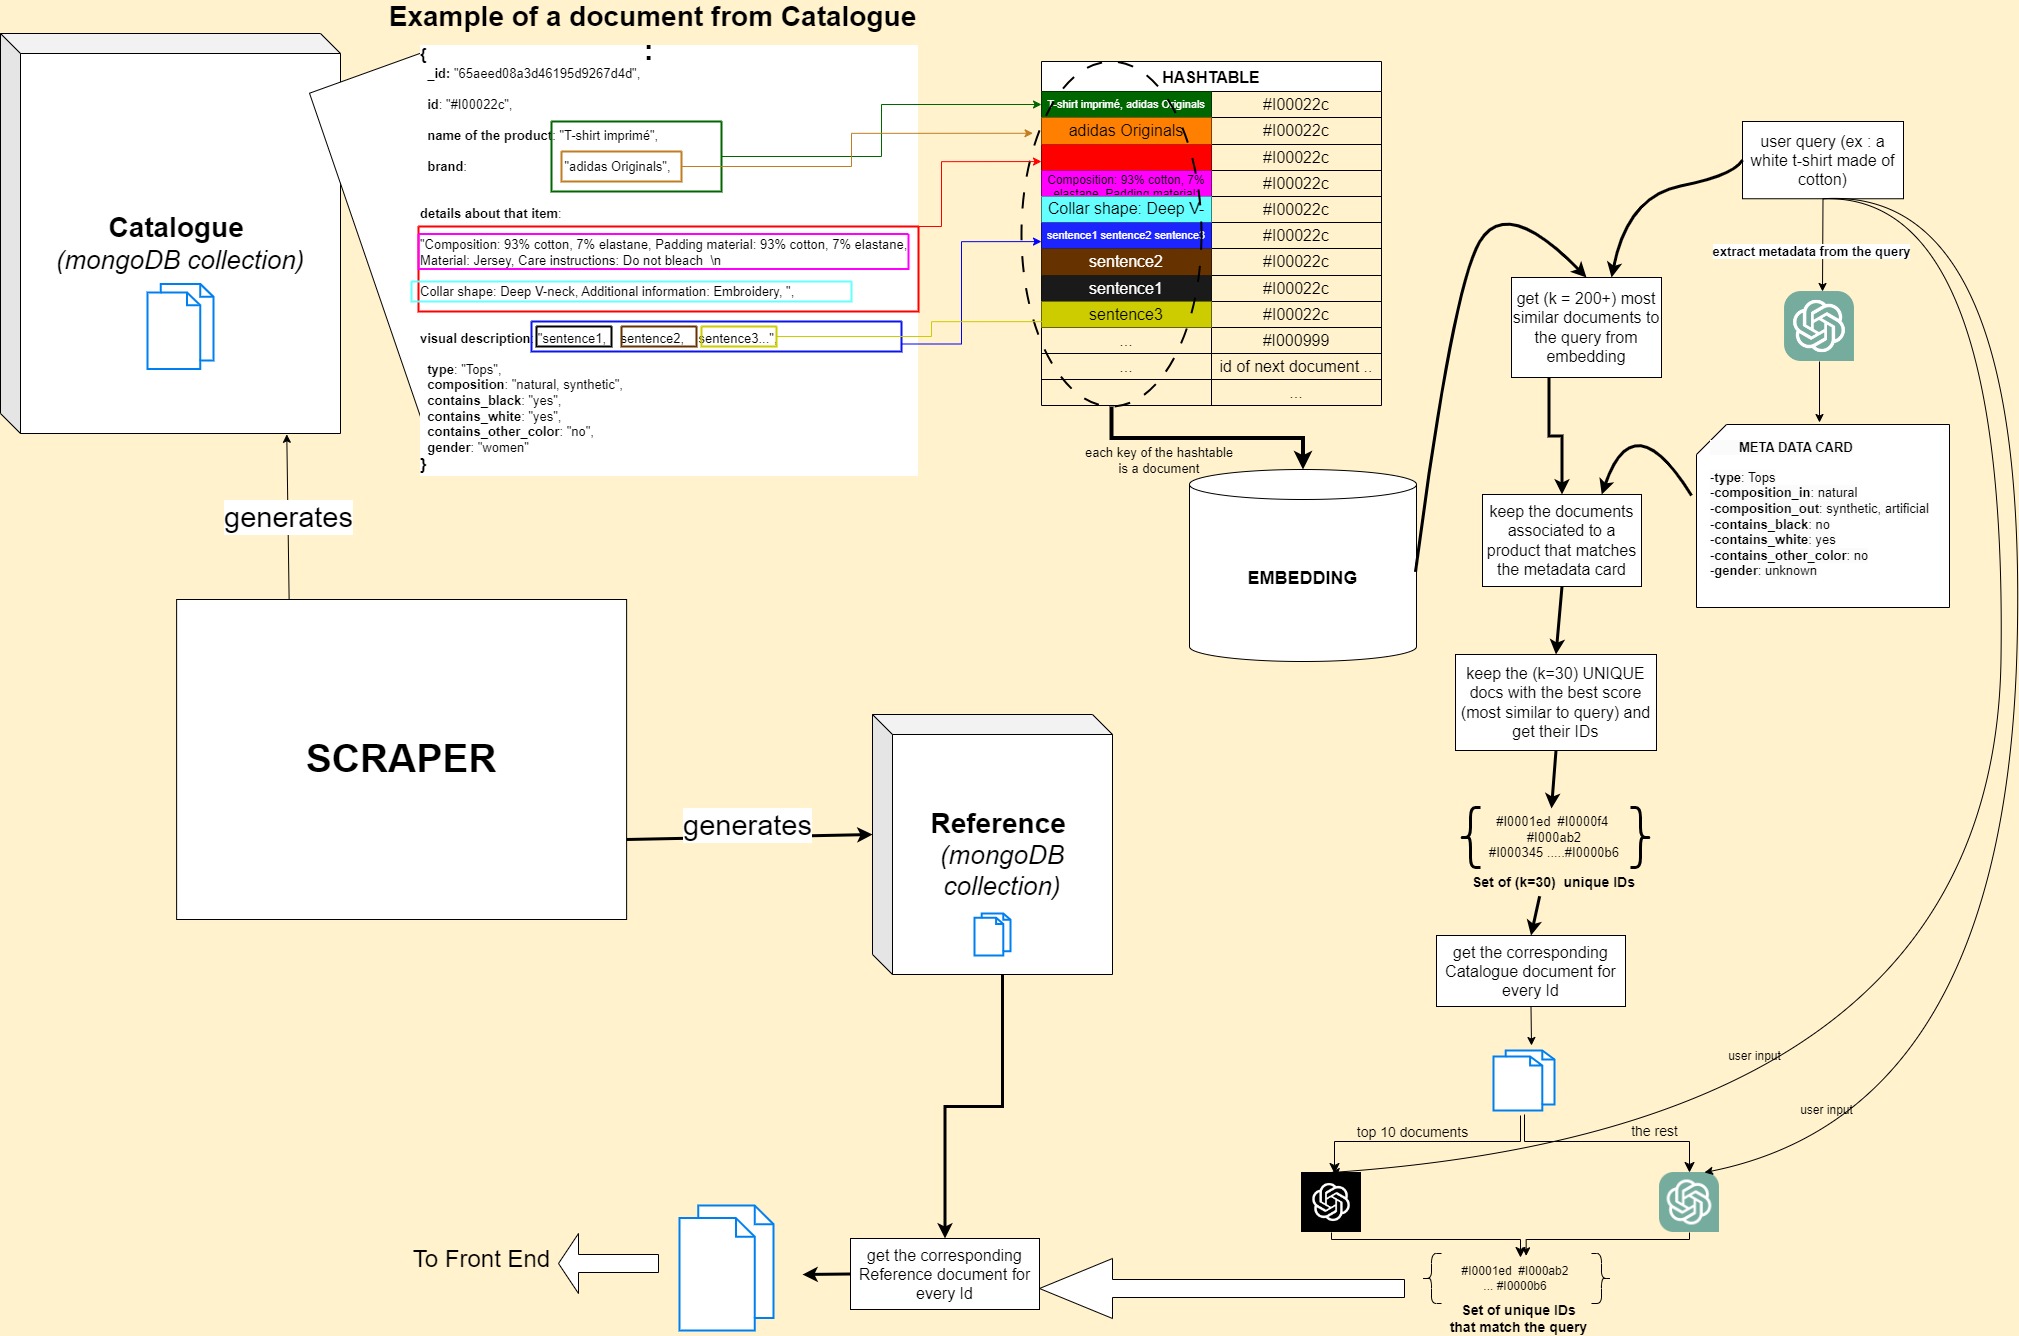 Example of a document from Catalogue
:
{
_id: "65aeed08a3d46195d9267d4d",
id: "#I00022c",
name of the product: "T-shirt imprimé",
brand: "adidas Originals",
details about that item:
"Composition: 93% cotton, 7% elastane, Padding material: 93% cotton, 7% elastane,
Material: Jersey, Care instructions: Do not bleach \n
Collar shape: Deep V-neck, Additional information: Embroidery, ",
visual description: "sentence1, sentence2, sentence3..."
type: "Tops",
composition: "natural, synthetic",
contains_black: "yes",
contains_white: "yes",
contains_other_color: "no",
gender: "women"
}
Catalogue
(mongoDB collection)
generates
SCRAPER
generates
Reference
(mongoDB
collection)
HASHTABLE
T-shirt imprimé, adidas Originals #I00022c
adidas Originals #I00022c
#I00022c
Composition: 93% cotton, 7% #I00022c
elastane, Padding material:
Collar shape: Deep V- #I00022c
sentence1 sentence2 sentence3 #I00022c
sentence2 #I00022c
sentence1 #I00022c
sentence3 #I00022c
... #I000999
... id of next document ..
...
each key of the hashtable
is a document
EMBEDDING
user query (ex : a
white t-shirt made of
cotton)
extract metadata from the query
get (k = 200+) most
similar documents to
the query from
embedding
META DATA CARD
-type: Tops
-composition_in: natural
-composition_out: synthetic, artificial
-contains_black: no
-contains_white: yes
-contains_other_color: no
-gender: unknown
keep the documents
associated to a
product that matches
the metadata card
keep the (k=30) UNIQUE
docs with the best score
(most similar to query) and
get their IDs
#I0001ed #I0000f4
#I000ab2
#I000345 .....#I0000b6
Set of (k=30) unique IDs
get the corresponding
Catalogue document for
every Id
user input
user input
top 10 documents
the rest
#I0001ed #I000ab2
... #I0000b6
Set of unique IDs
that match the query
get the corresponding
Reference document for
every Id
To Front End